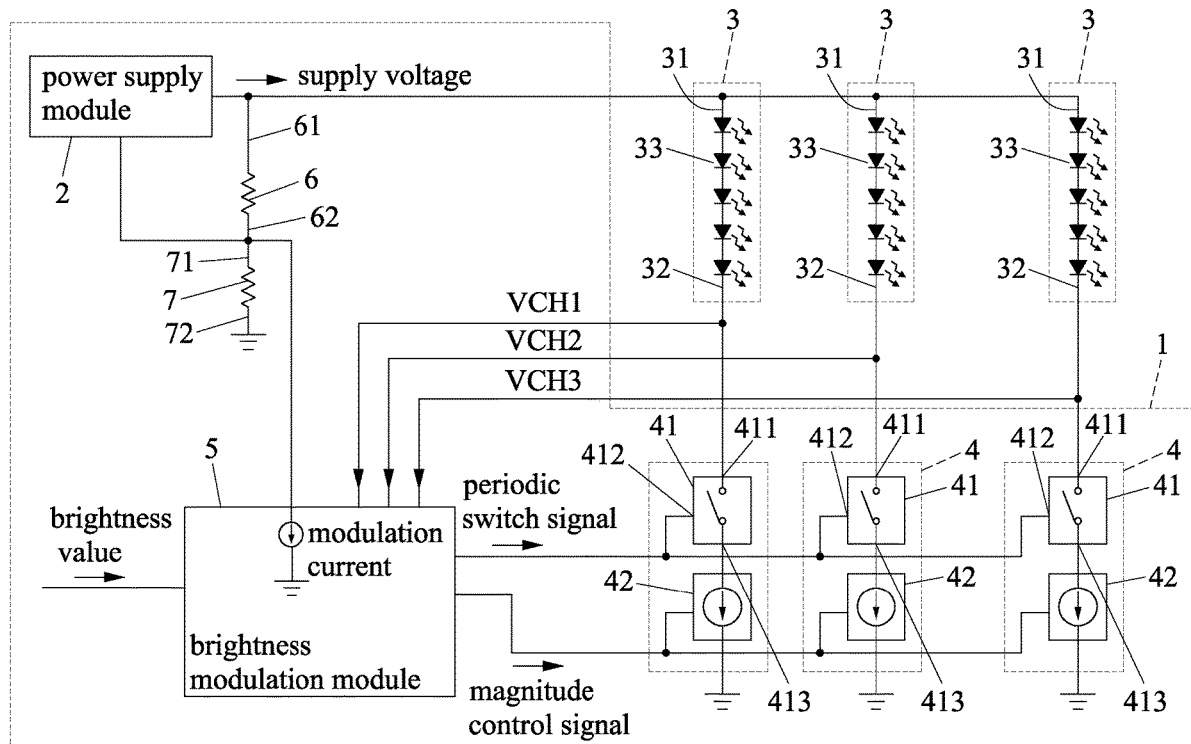 3
3
power supply
module
supply voltage
31
31
31
61
2
33
33
33
6
62
71
7
72
32
32
32
VCH1
VCH2
VCH3
1
5
41
411
412
411
412
4
411
412
4
brightness
value
periodic
switch signal
41
41
modulation
current
42
42
42
brightness
modulation module
magnitude
control signal
413
413
413